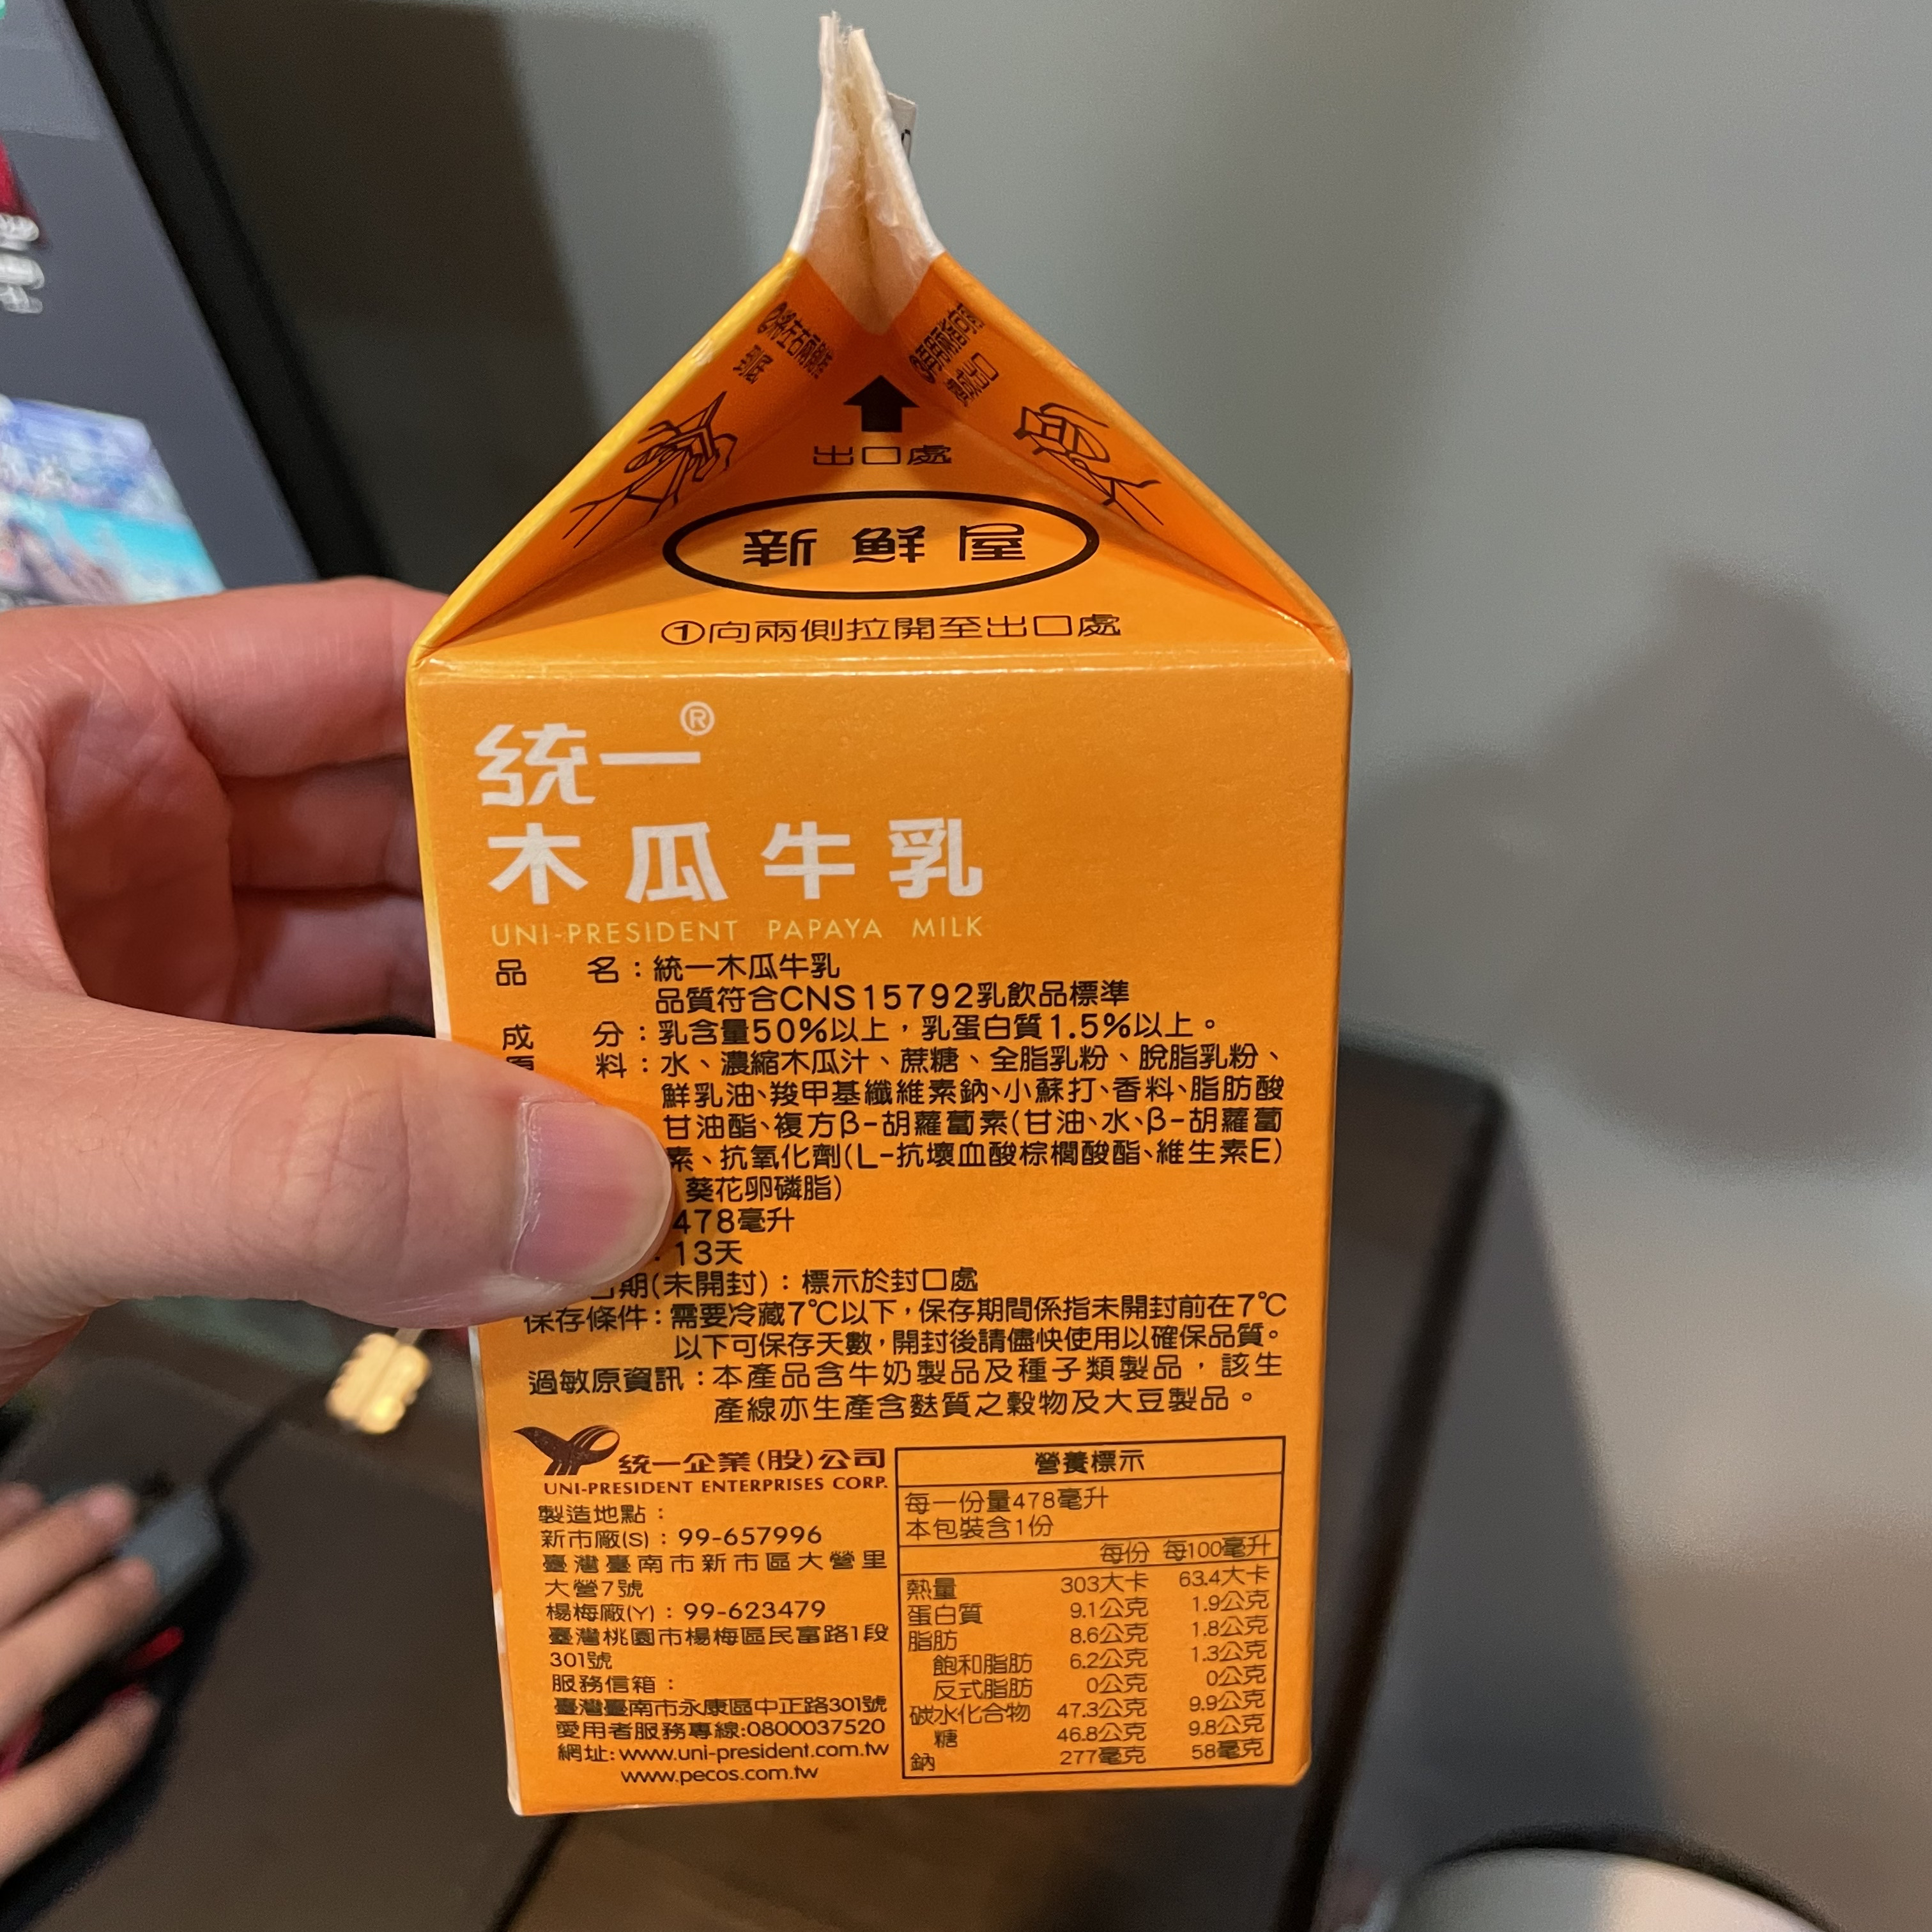 出口處
新鮮屋
①向兩側拉開至出口處
統一®
木瓜牛乳
UNI-PRESIDENT PAPAYA MILK
品 名：統一木瓜牛乳
品質符合CNS15792乳飲品標準
成 分：乳含量50%以上，乳蛋白質1.5%以上。
料：水、濃縮木瓜汁、蔗糖、全脂乳粉、脫脂乳粉、
鮮乳油、羧甲基纖維素鈉、小蘇打、香料、脂肪酸
甘油酯、複方β-胡蘿蔔素(甘油、水、β-胡蘿蔔
素、抗氧化劑(L-抗壞血酸棕櫚酸酯、維生素E)
葵花卵磷脂)
478毫升
：13天
期(未開封)：標示於封口處
保存條件：需要冷藏7℃以下，保存期間係指未開封前在7℃
以下可保存天數，開封後請儘快使用以確保品質。
過敏原資訊：本產品含牛奶製品及種子類製品，該生
產線亦生產含麩質之穀物及大豆製品。
統一企業(股)公司
UNI-PRESIDENT ENTERPRISES CORP.
製造地點：
新市廠(S)：99-657996
臺灣臺南市新市區大營里
大營7號
楊梅廠(Y)：99-623479
臺灣桃園市楊梅區民富路1段
301號
服務信箱：
臺灣臺南市永康區中正路301號
愛用者服務專線:0800037520
網址:www.uni-president.com.tw
www.pecos.com.tw
營養標示
每一份量478毫升
本包裝含1份
每份 每100毫升
熱量 303大卡 63.4大卡
蛋白質 9.1公克 1.9公克
脂肪 8.6公克 1.8公克
飽和脂肪 6.2公克 1.3公克
反式脂肪 0公克 0公克
碳水化合物 47.3公克 9.9公克
糖 46.8公克 9.8公克
鈉 277毫克 58毫克